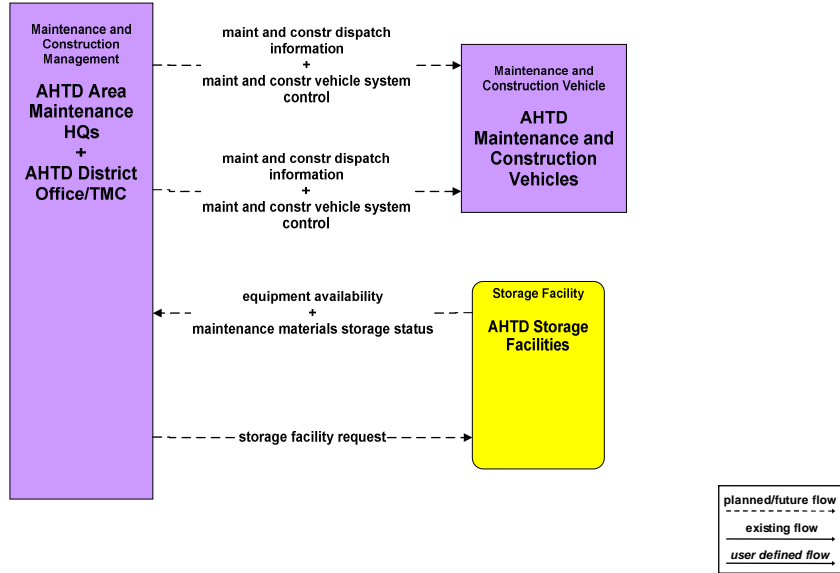 Maintenance and
Construction
Management
AHTD Area
Maintenance
HQs
+
AHTD District
Office/TMC
maint and constr dispatch
information
+
maint and constr vehicle system
control
Maintenance and
Construction Vehicle
AHTD
Maintenance and
Construction
Vehicles
maint and constr dispatch
information
+
maint and constr vehicle system
control
equipment availability
+
maintenance materials storage status
Storage Facility
AHTD Storage
Facilities
storage facility request
planned/future flow
existing flow
user defined flow